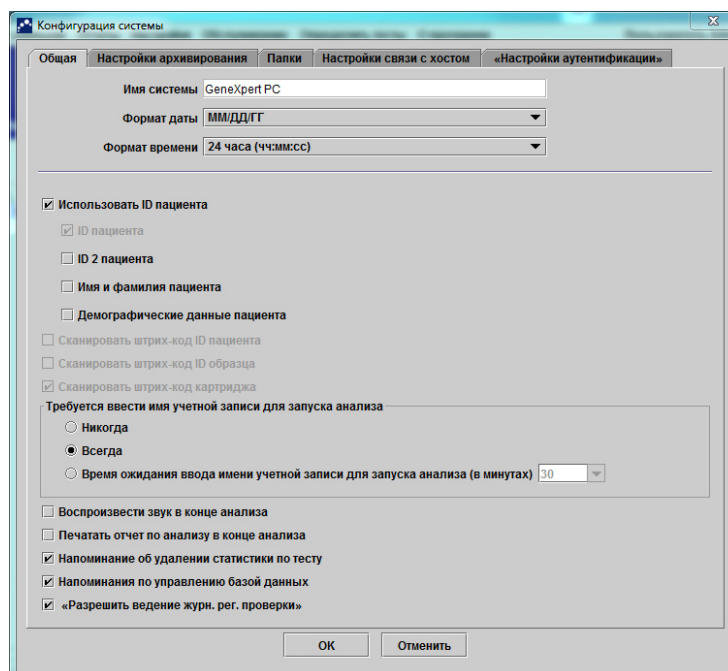 Конфигурация системы
Общая Настройки архивирования Папки Настройки связи с хостом «Настройки аутентификации»
Имя системы GeneXpert PC
Формат даты ММ/ДД/ГГ
Формат времени 24 часа (чч:мм:сс)
Использовать ID пациента
ID пациента
ID 2 пациента
Имя и фамилия пациента
Демографические данные пациента
Сканировать штрих-код ID пациента
Сканировать штрих-код ID образца
Сканировать штрих-код картриджа
Требуется ввести имя учетной записи для запуска анализа
Никогда
Всегда
Время ожидания ввода имени учетной записи для запуска анализа (в минутах) 30
Воспроизвести звук в конце анализа
Печатать отчет по анализу в конце анализа
Напоминание об удалении статистики по тесту
Напоминания по управлению базой данных
«Разрешить ведение журн. рег. проверки»
OK Отменить